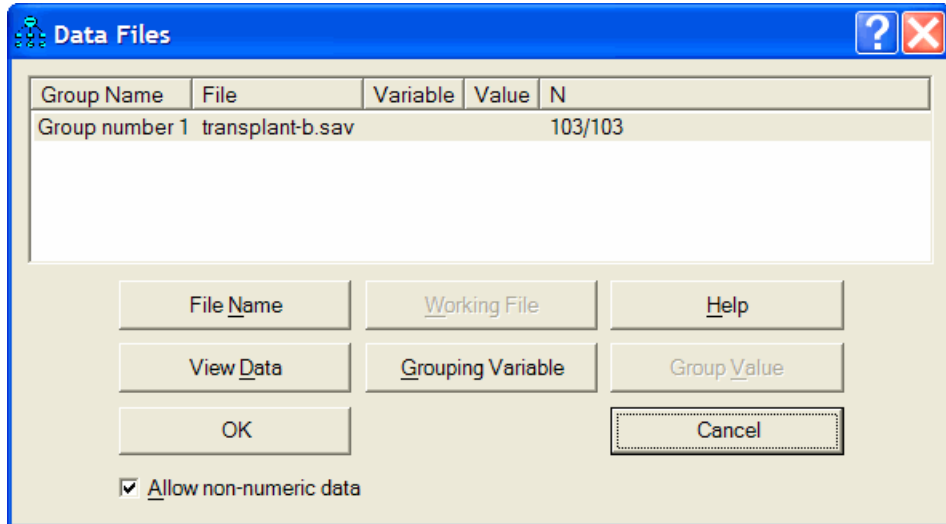 Data Files
Group Name File Variable Value N
Group number 1 transplant-b.sav 103/103
File Name Working File Help
View Data Grouping Variable Group Value
OK Cancel
Allow non-numeric data